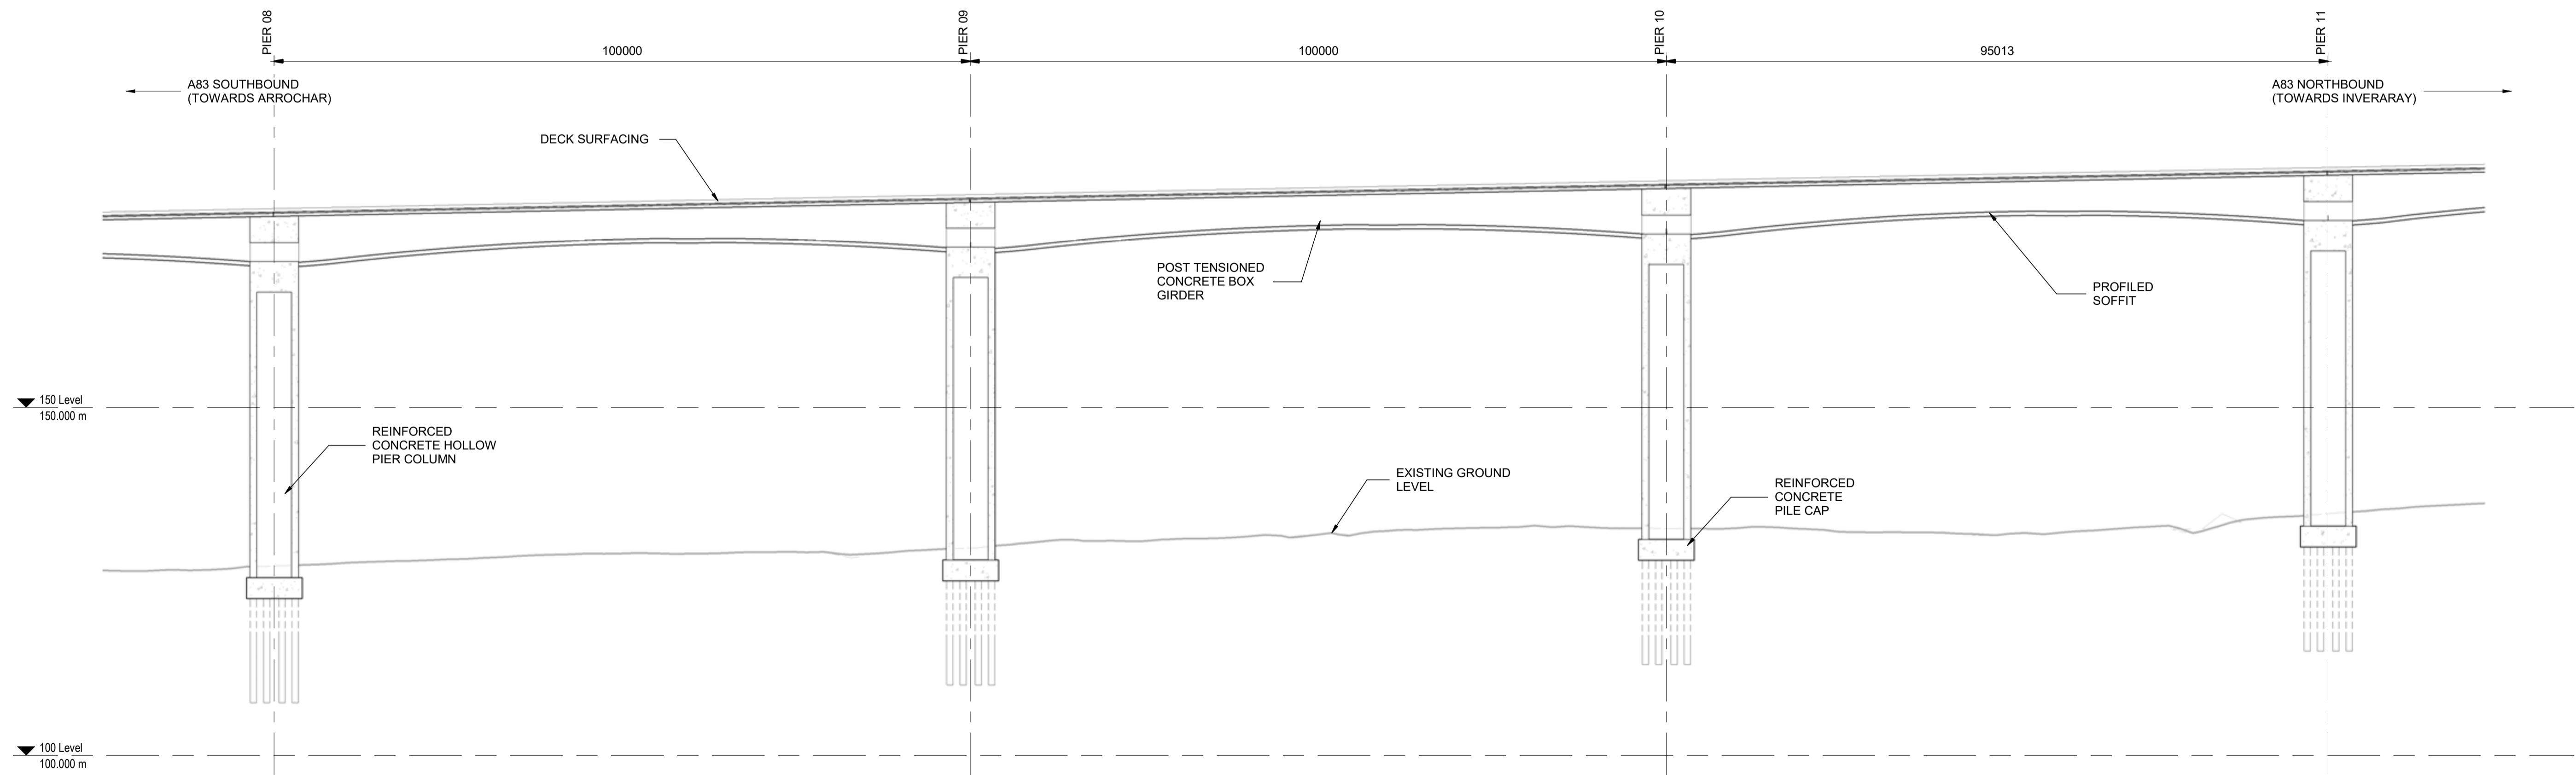 PIER 08
PIER 09
PIER 10
PIER 11
100000
100000
95013
A83 SOUTHBOUND
(TOWARDS ARROCHAR)
A83 NORTHBOUND
(TOWARDS INVERARAY)
DECK SURFACING
POST TENSIONED
CONCRETE BOX
GIRDER
PROFILED
SOFFIT
150 Level
150.000 m
REINFORCED
CONCRETE HOLLOW
PIER COLUMN
EXISTING GROUND
LEVEL
REINFORCED
CONCRETE
PILE CAP
100 Level
100.000 m